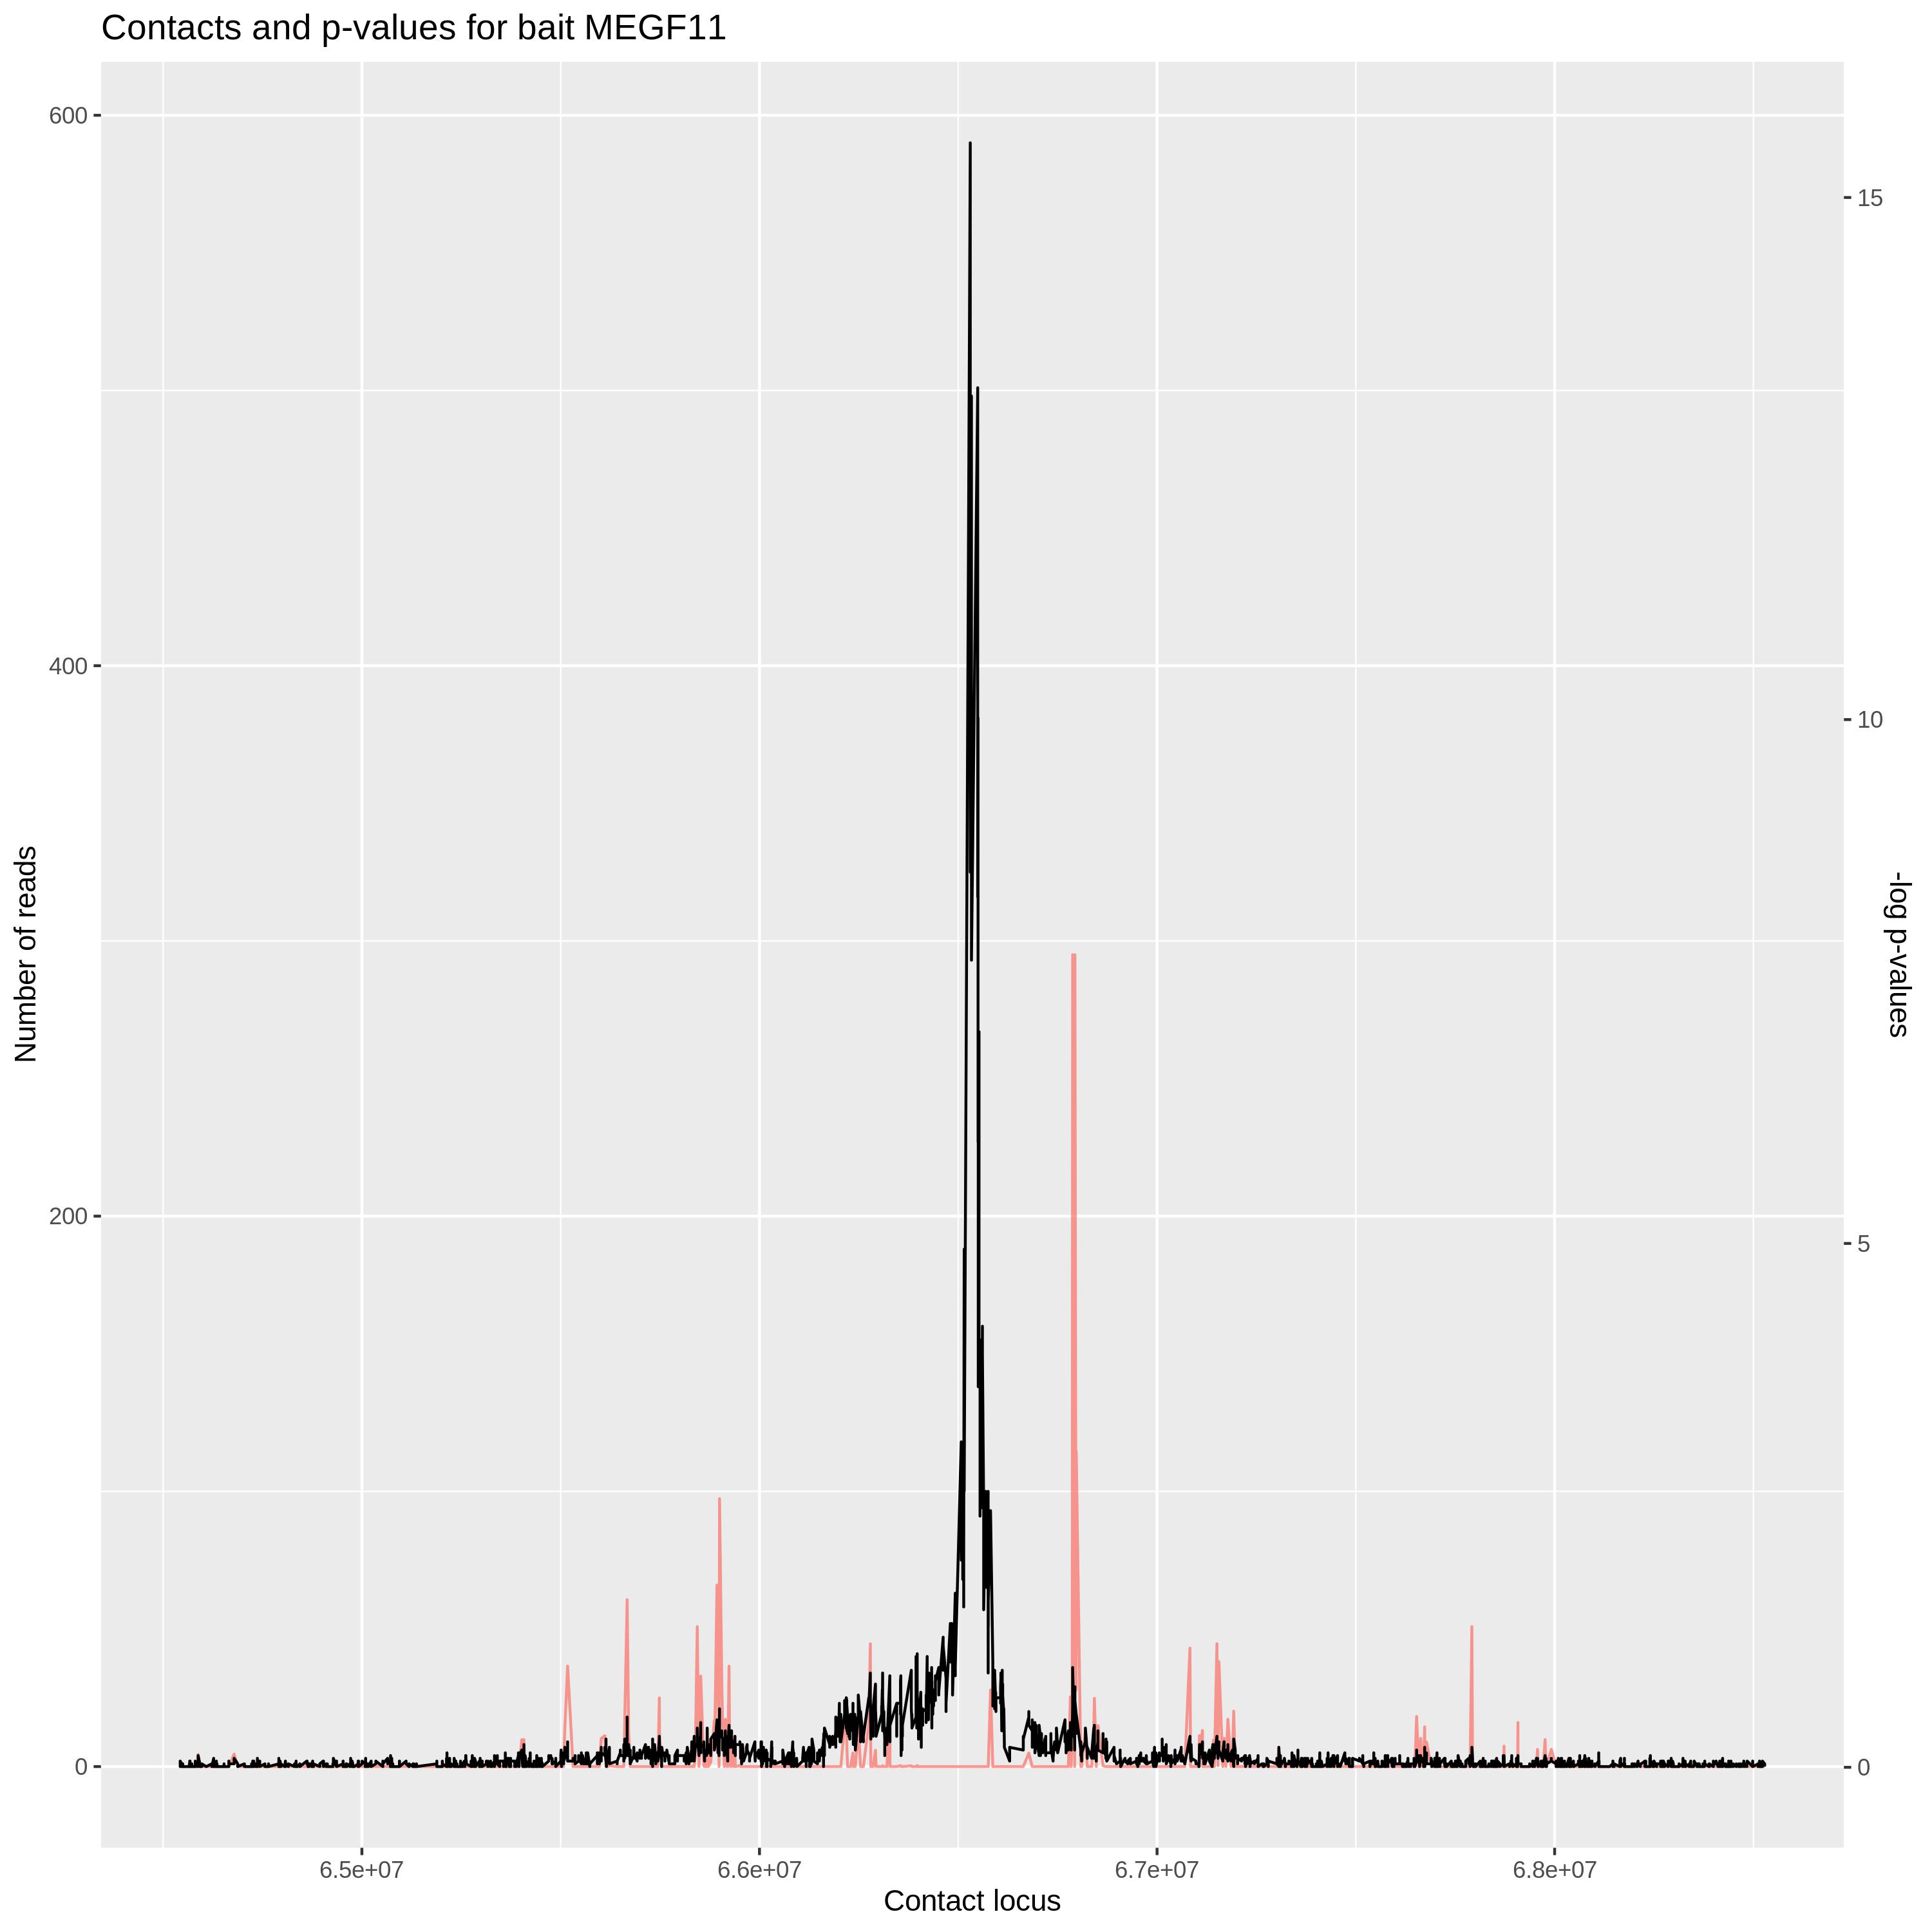 Contacts and p-values for bait MEGF11
600
400
200
0
Number of reads
15
10
5
0
-log p-values
6.5e+07
6.6e+07
6.7e+07
6.8e+07
Contact locus